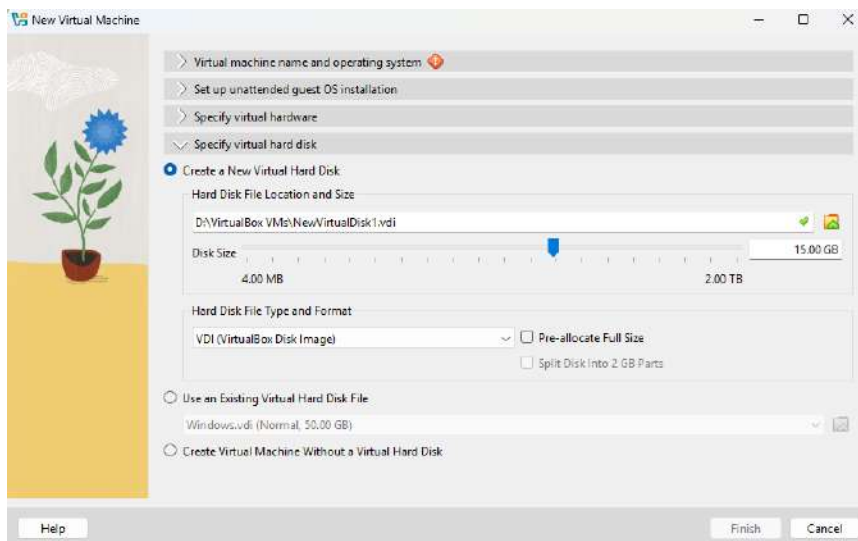 New Virtual Machine
Virtual machine name and operating system
Set up unattended guest OS installation
Specify virtual hardware
Specify virtual hard disk
Create a New Virtual Hard Disk
Hard Disk File Location and Size
D:\VirtualBox VMs\NewVirtualDisk1.vdi
Disk Size 15.00 GB
4.00 MB 2.00 TB
Hard Disk File Type and Format
VDI (VirtualBox Disk Image) Pre-allocate Full Size
Split Disk Into 2 GB Parts
Use an Existing Virtual Hard Disk File
Windows.vdi (Normal, 50.00 GB)
Create Virtual Machine Without a Virtual Hard Disk
Help Finish Cancel